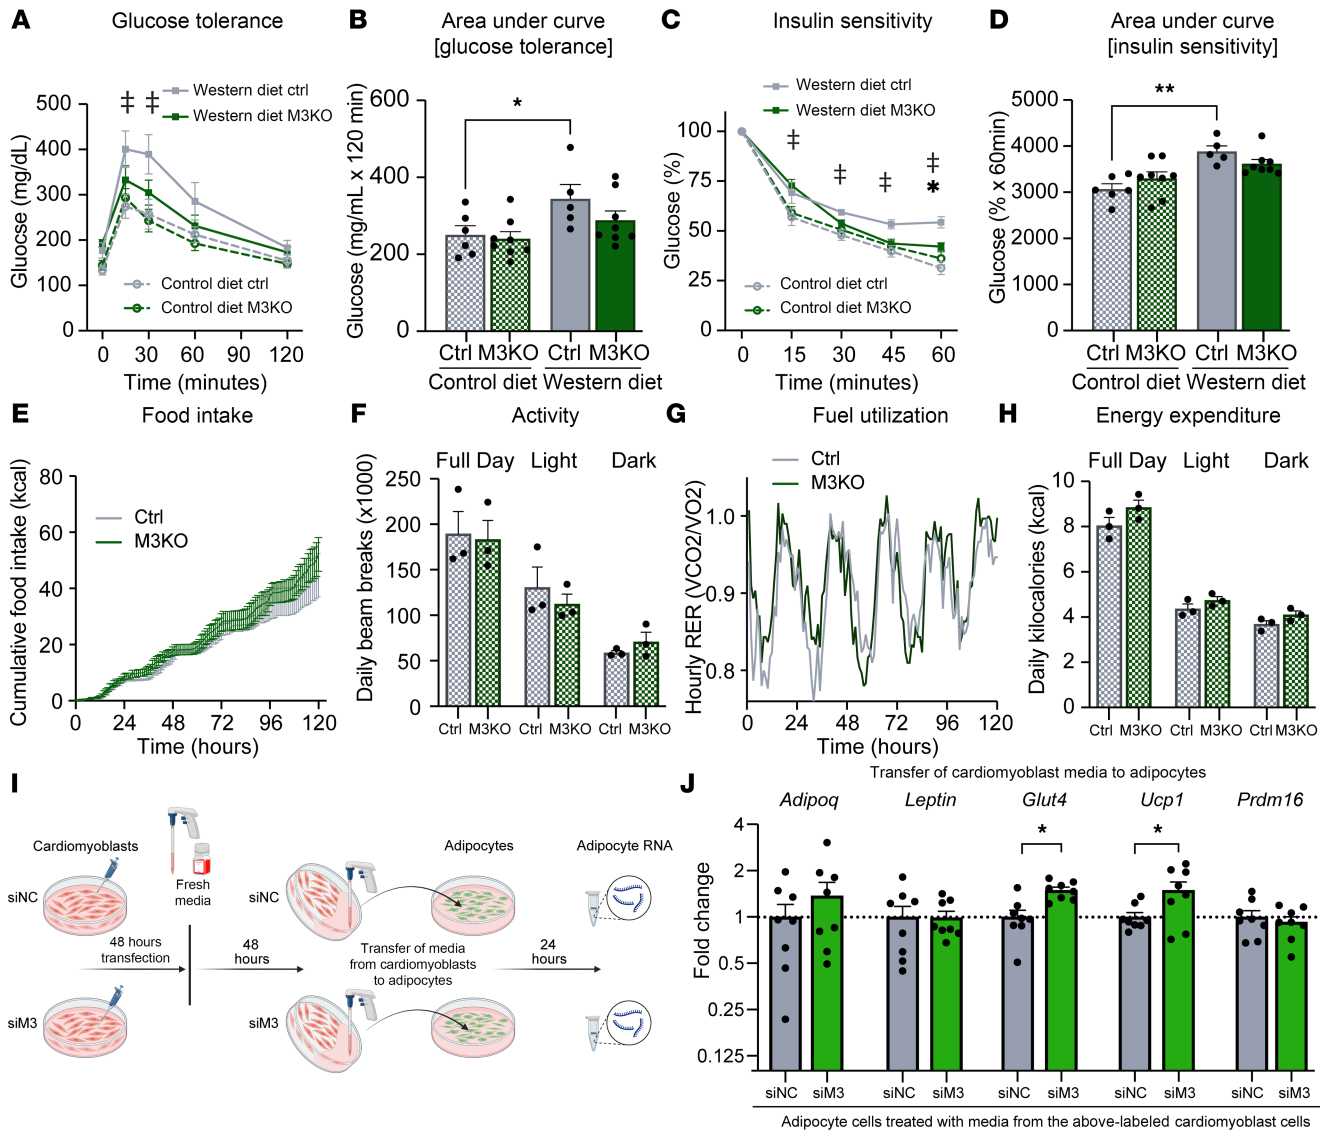 A
Glucose tolerance
500
400
300
200
100
0
Glucose (mg/dL)
‡ ‡
Western diet ctrl
Western diet M3KO
Control diet ctrl
Control diet M3KO
0 30 60 90 120
Time (minutes)
B
Area under curve
[glucose tolerance]
600
400
200
0
Glucose (mg/mL x 120 min)
*
Ctrl M3KO Ctrl M3KO
Control diet Western diet
C
Insulin sensitivity
Western diet ctrl
Western diet M3KO
100
75
50
25
0
Glucose (%)
‡ ‡ ‡ ‡
*
Control diet ctrl
Control diet M3KO
0 15 30 45 60
Time (minutes)
D
Area under curve
[insulin sensitivity]
5000
4000
3000
2000
1000
0
Glucose (% x 60min)
**
Ctrl M3KO Ctrl M3KO
Control diet Western diet
E
Food intake
80
60
40
20
0
Cumulative food intake (kcal)
Ctrl
M3KO
0 24 48 72 96 120
Time (hours)
F
Activity
Full Day Light Dark
250
200
150
100
50
0
Daily beam breaks (x1000)
Ctrl M3KO Ctrl M3KO Ctrl M3KO
G
Fuel utilization
Ctrl
M3KO
1.0
0.9
0.8
Hourly RER (VCO2/VO2)
0 24 48 72 96 120
Time (hours)
H
Energy expenditure
Full Day Light Dark
10
8
6
4
2
0
Daily kilocalories (kcal)
Ctrl M3KO Ctrl M3KO Ctrl M3KO
I
Cardiomyoblasts
Fresh
media
Adipocytes
Adipocyte RNA
siNC
siNC
48 hours
transfection
48
hours
Transfer of media
from cardiomyoblasts
to adipocytes
24
hours
siM3
siM3
J
Transfer of cardiomyoblast media to adipocytes
Adipoq Leptin Glut4 Ucp1 Prdm16
4
2
1
0.5
0.25
0.125
Fold change
* *
siNC siM3 siNC siM3 siNC siM3 siNC siM3 siNC siM3
Adipocyte cells treated with media from the above-labeled cardiomyoblast cells